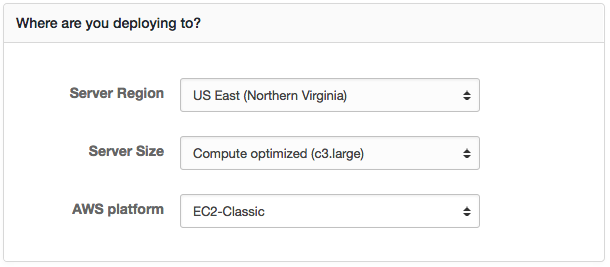 Where are you deploying to?
Server Region US East (Northern Virginia)
Server Size Compute optimized (c3.large)
AWS platform EC2-Classic